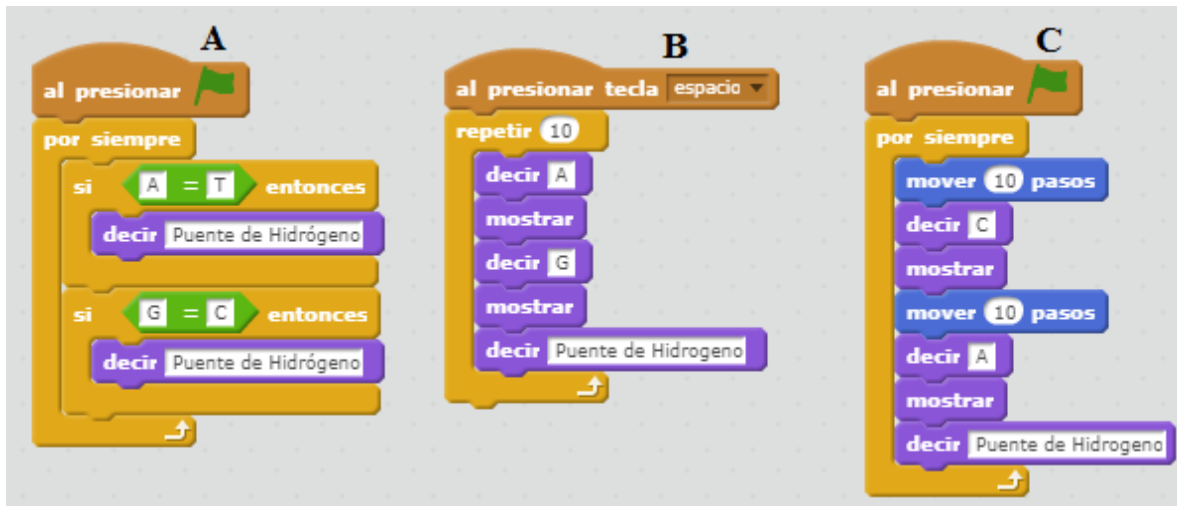 A
al presionar
por siempre
si A = T entonces
decir Puente de Hidrógeno
si G = C entonces
decir Puente de Hidrógeno
B
al presionar tecla espacio
repetir 10
decir A
mostrar
decir G
mostrar
decir Puente de Hidrogeno
C
al presionar
por siempre
mover 10 pasos
decir C
mostrar
mover 10 pasos
decir A
mostrar
decir Puente de Hidrogeno